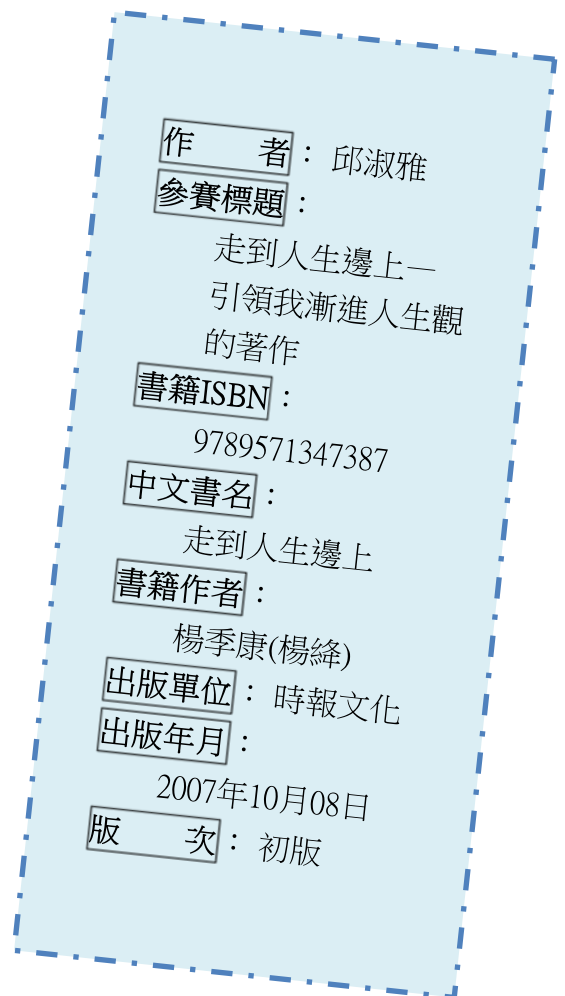 作　　者： 邱淑雅
參賽標題：
走到人生邊上－
引領我漸進人生觀
的著作
書籍ISBN：
9789571347387
中文書名：
走到人生邊上
書籍作者：
楊季康(楊絳)
出版單位： 時報文化
出版年月：
2007年10月08日
版　　次： 初版